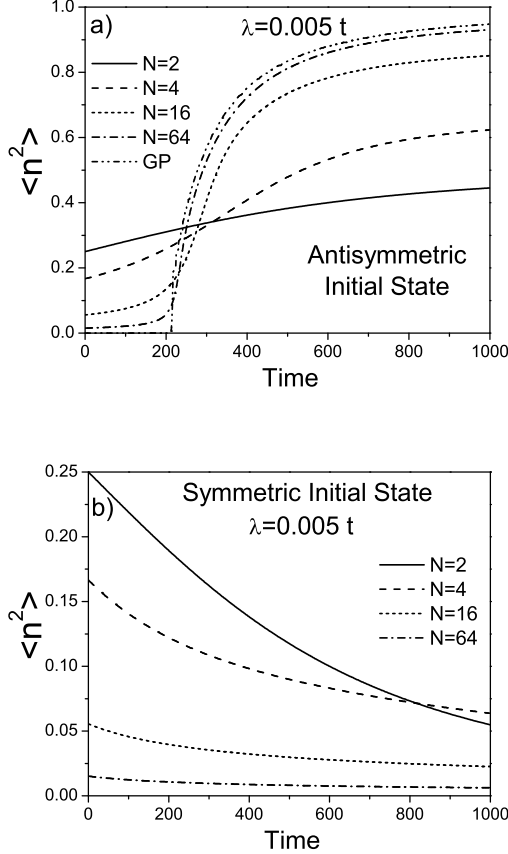 a)
λ=0.005 t
N=2
N=4
N=16
N=64
GP
Antisymmetric
Initial State
<n²>
1.0
0.8
0.6
0.4
0.2
0.0
0 200 400 600 800 1000
Time
b)
Symmetric Initial State
λ=0.005 t
N=2
N=4
N=16
N=64
<n²>
0.25
0.20
0.15
0.10
0.05
0.00
0 200 400 600 800 1000
Time